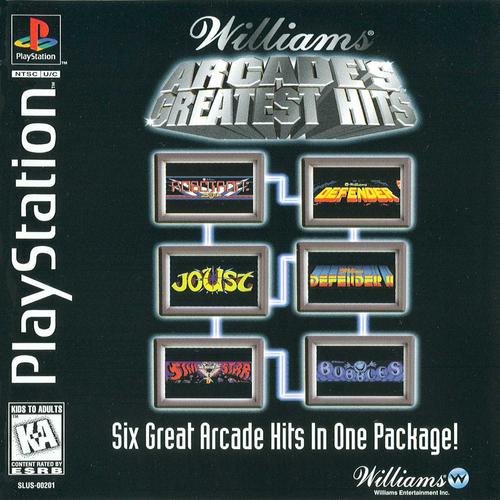 PlayStation
NTSC U/C
PlayStation
Williams®
ARCADE'S
GREATEST HITS
ROBOTRON
Williams
DEFENDER
JOUST
DEFENDER II
SINISTAR
BUBBLES
Six Great Arcade Hits In One Package!
KIDS TO ADULTS
K-A
CONTENT RATED BY
ESRB
SLUS-00201
Williams
Williams Entertainment Inc.